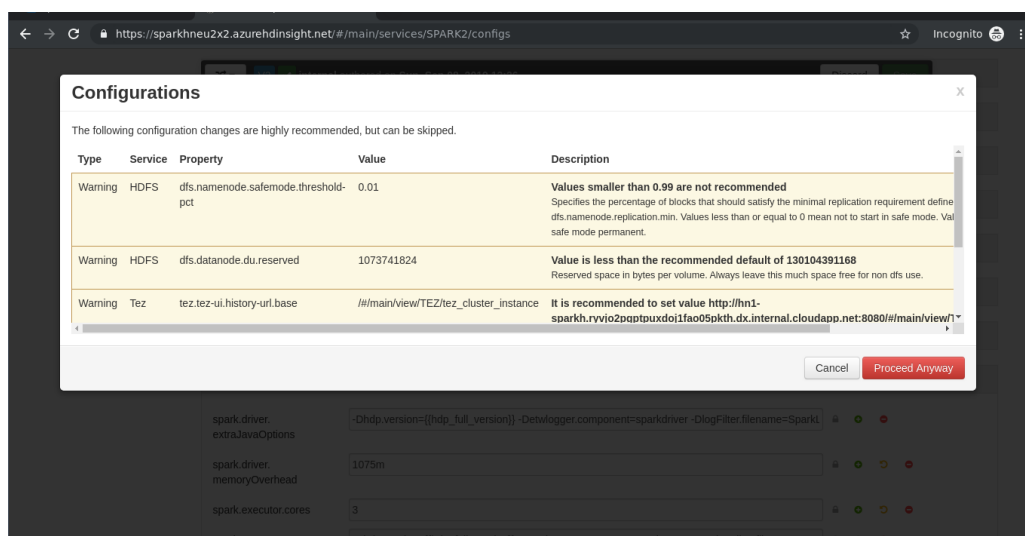 https://sparkhneu2x2.azurehdinsight.net/#/main/services/SPARK2/configs
Incognito
Configurations
X
The following configuration changes are highly recommended, but can be skipped.
Type Service Property Value Description
Warning HDFS dfs.namenode.safemode.threshold- 0.01 Values smaller than 0.99 are not recommended
pct Specifies the percentage of blocks that should satisfy the minimal replication requirement define
dfs.namenode.replication.min. Values less than or equal to 0 mean not to start in safe mode. Val
safe mode permanent.
Warning HDFS dfs.datanode.du.reserved 1073741824 Value is less than the recommended default of 130104391168
Reserved space in bytes per volume. Always leave this much space free for non dfs use.
Warning Tez tez.tez-ui.history-url.base /#/main/view/TEZ/tez_cluster_instance It is recommended to set value http://hn1-
sparkh.ryvjo2pgptpuxdoj1fao05pkth.dx.internal.cloudapp.net:8080/#/main/view/T
Cancel Proceed Anyway
spark.driver. -Dhdp.version={{hdp_full_version}} -Detwlogger.component=sparkdriver -DlogFilter.filename=SparkL
extraJavaOptions
spark.driver. 1075m
memoryOverhead
spark.executor.cores 3